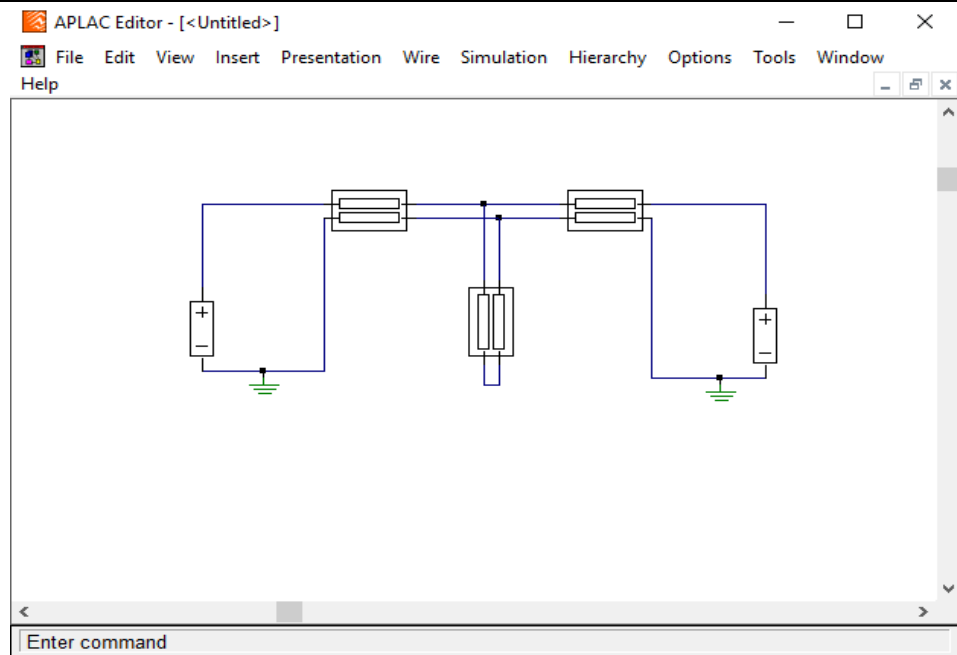 APLAC Editor - [<Untitled>]
File Edit View Insert Presentation Wire Simulation Hierarchy Options Tools Window
Help
+
+
−
−
Enter command